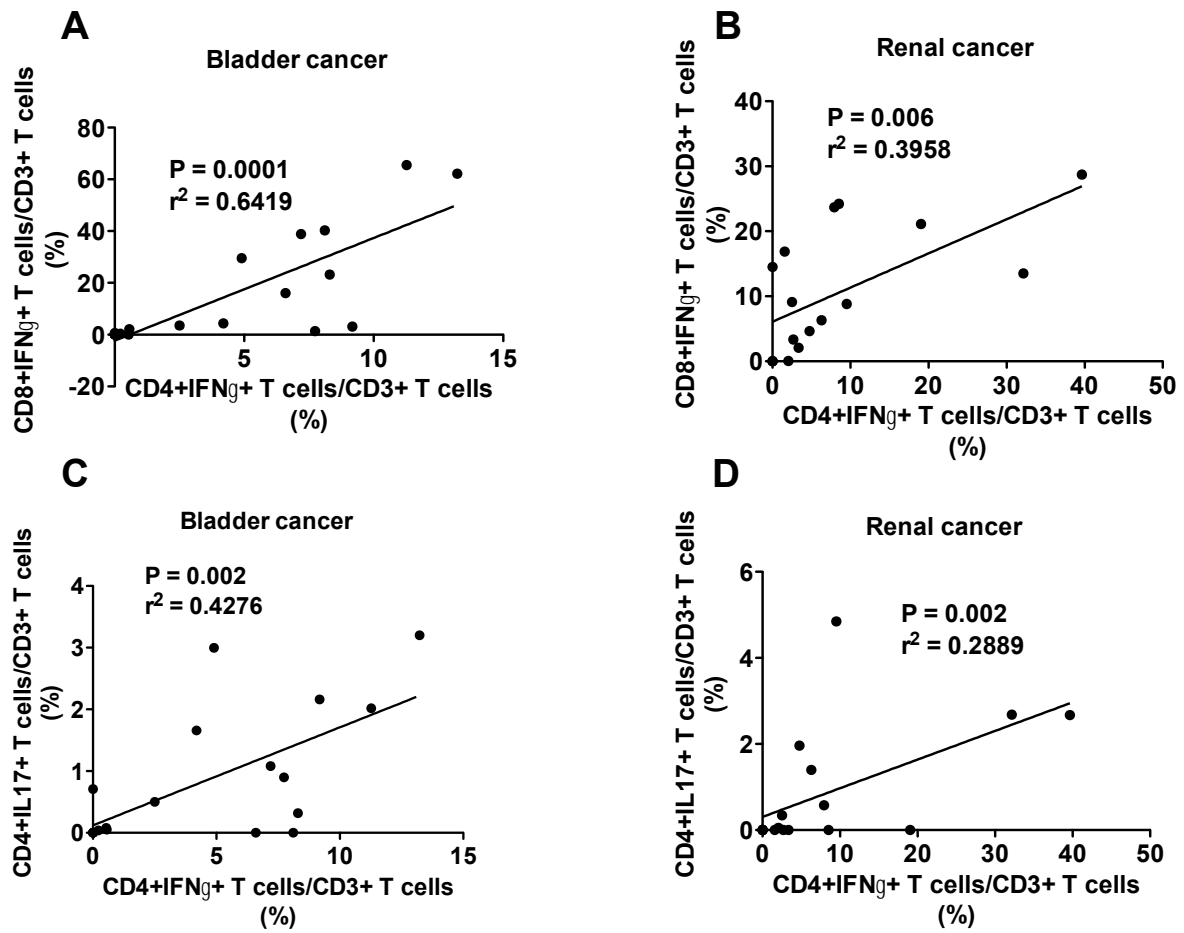 A
Bladder cancer
CD8+IFNg+ T cells/CD3+ T cells
(%)
P = 0.0001
r² = 0.6419
80
60
40
20
0
-20
5
10
15
CD4+IFNg+ T cells/CD3+ T cells
(%)
B
Renal cancer
CD8+IFNg+ T cells/CD3+ T cells
(%)
P = 0.006
r² = 0.3958
40
30
20
10
0
0
10
20
30
40
50
CD4+IFNg+ T cells/CD3+ T cells
(%)
C
Bladder cancer
CD4+IL17+ T cells/CD3+ T cells
(%)
P = 0.002
r² = 0.4276
4
3
2
1
0
0
5
10
15
CD4+IFNg+ T cells/CD3+ T cells
(%)
D
Renal cancer
CD4+IL17+ T cells/CD3+ T cells
(%)
P = 0.002
r² = 0.2889
6
4
2
0
0
10
20
30
40
50
CD4+IFNg+ T cells/CD3+ T cells
(%)